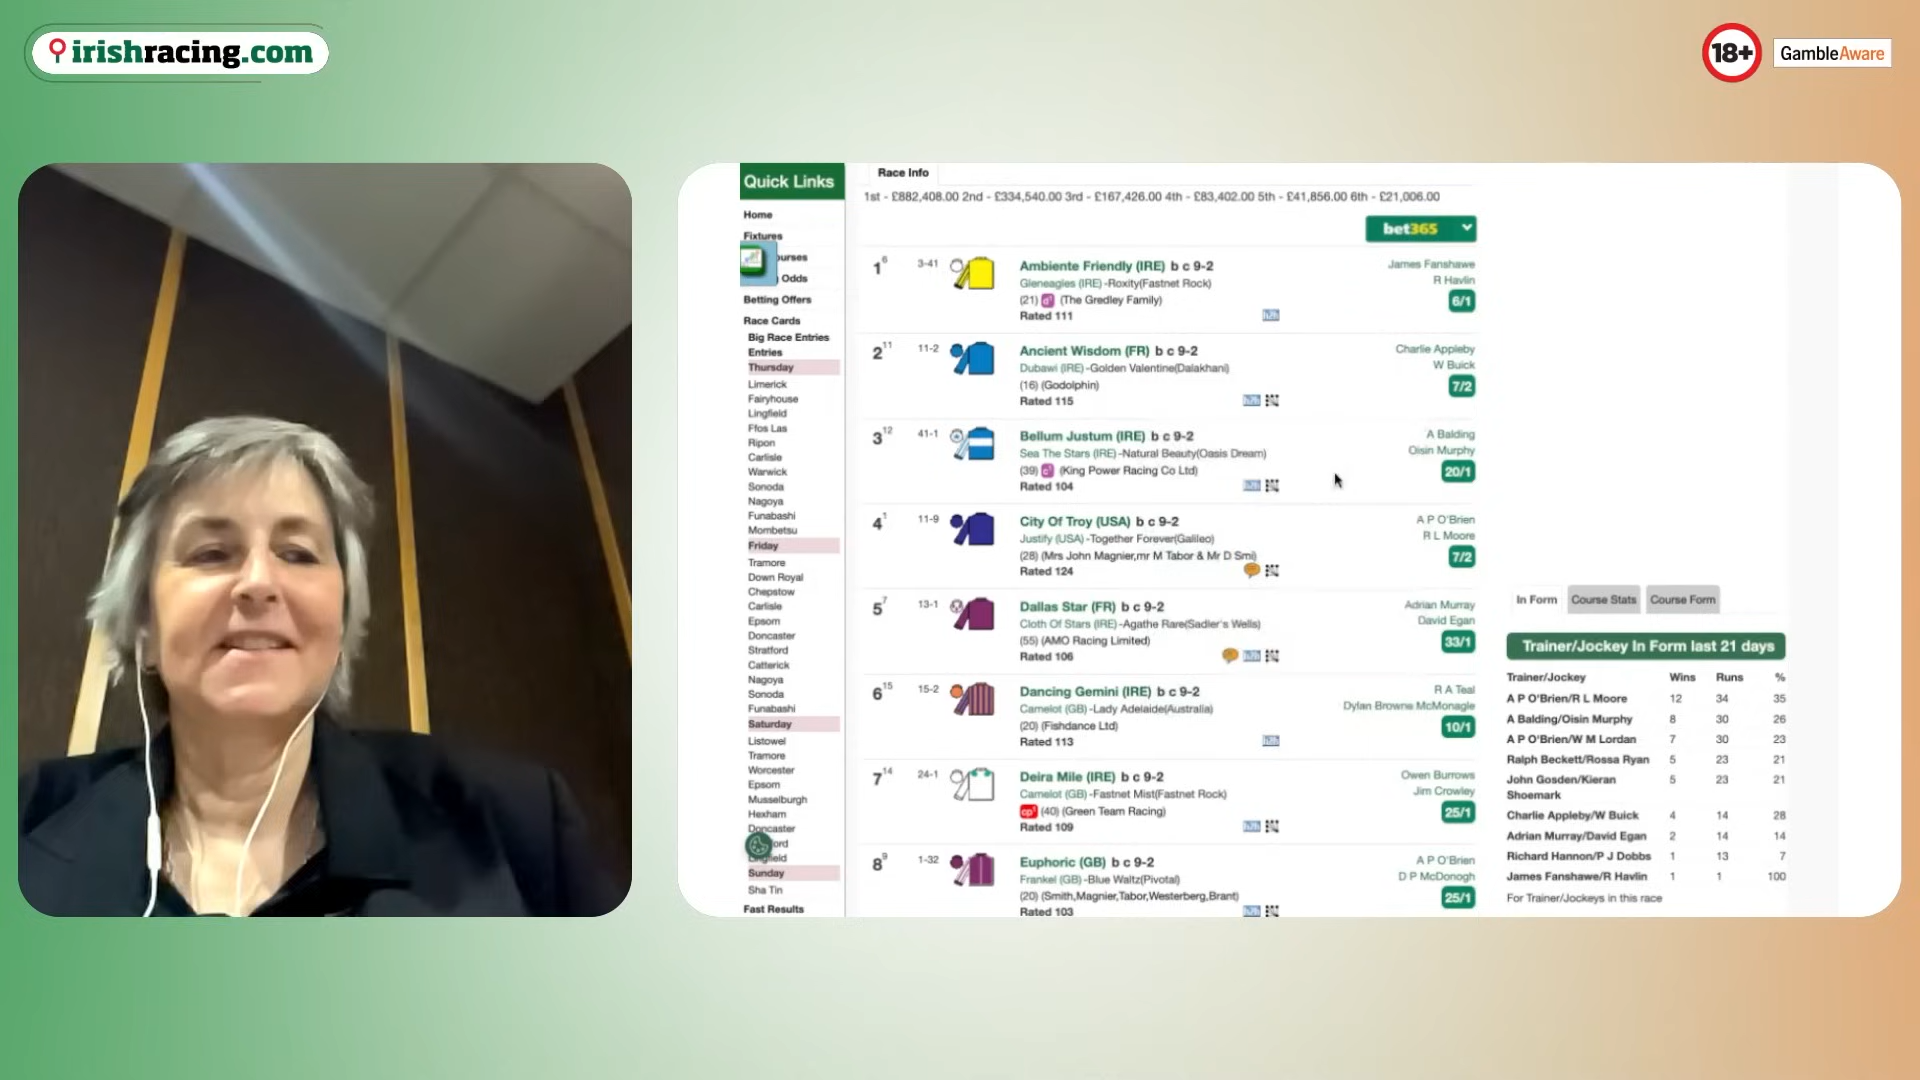 irishracing.com
18+
GambleAware
Quick Links
Home
Fixtures
ourses
Odds
Betting Offers
Race Cards
Big Race Entries
Entries
Thursday
Limerick
Fairyhouse
Lingfield
Ffos Las
Ripon
Carlisle
Warwick
Sonoda
Nagoya
Funabashi
Mombetsu
Friday
Tramore
Down Royal
Chepstow
Carlisle
Epsom
Doncaster
Stratford
Catterick
Nagoya
Sonoda
Funabashi
Saturday
Listowel
Tramore
Worcester
Epsom
Musselburgh
Hexham
Doncaster
ord
Lingfield
Sunday
Sha Tin
Fast Results
Race Info
1st - £882,408.00 2nd - £334,540.00 3rd - £167,426.00 4th - £83,402.00 5th - £41,856.00 6th - £21,006.00
bet365
1 6 3-41 Ambiente Friendly (IRE) b c 9-2 James Fanshawe
Gleneagles (IRE) -Roxity(Fastnet Rock) R Havlin
(21) (The Gredley Family) 6/1
Rated 111
2 11 11-2 Ancient Wisdom (FR) b c 9-2 Charlie Appleby
Dubawi (IRE) -Golden Valentine(Dalakhani) W Buick
(16) (Godolphin) 7/2
Rated 115
3 12 41-1 Bellum Justum (IRE) b c 9-2 A Balding
Sea The Stars (IRE) -Natural Beauty(Oasis Dream) Oisin Murphy
(39) (King Power Racing Co Ltd) 20/1
Rated 104
4 1 11-9 City Of Troy (USA) b c 9-2 A P O'Brien
Justify (USA) -Together Forever(Galileo) R L Moore
(28) (Mrs John Magnier,mr M Tabor & Mr D Smi) 7/2
Rated 124
5 7 13-1 Dallas Star (FR) b c 9-2 Adrian Murray
Cloth Of Stars (IRE) -Agathe Rare(Sadler's Wells) David Egan
(55) (AMO Racing Limited) 33/1
Rated 106
6 15 15-2 Dancing Gemini (IRE) b c 9-2 R A Teal
Camelot (GB) -Lady Adelaide(Australia) Dylan Browne McMonagle
(20) (Fishdance Ltd) 10/1
Rated 113
7 14 24-1 Deira Mile (IRE) b c 9-2 Owen Burrows
Camelot (GB) -Fastnet Mist(Fastnet Rock) Jim Crowley
cp1 (40) (Green Team Racing) 25/1
Rated 109
8 9 1-32 Euphoric (GB) b c 9-2 A P O'Brien
Frankel (GB) -Blue Waltz(Pivotal) D P McDonogh
(20) (Smith,Magnier,Tabor,Westerberg,Brant) 25/1
Rated 103
In Form Course Stats Course Form
Trainer/Jockey In Form last 21 days
Trainer/Jockey Wins Runs %
A P O'Brien/R L Moore 12 34 35
A Balding/Oisin Murphy 8 30 26
A P O'Brien/W M Lordan 7 30 23
Ralph Beckett/Rossa Ryan 5 23 21
John Gosden/Kieran 5 23 21
Shoemark
Charlie Appleby/W Buick 4 14 28
Adrian Murray/David Egan 2 14 14
Richard Hannon/P J Dobbs 1 13 7
James Fanshawe/R Havlin 1 1 100
For Trainer/Jockeys in this race